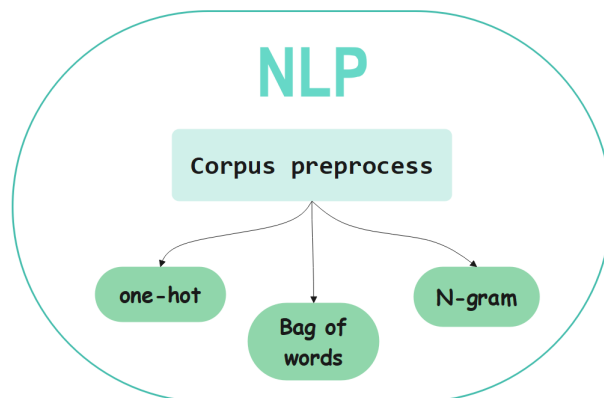 NLP
Corpus preprocess
one-hot
Bag of
words
N-gram